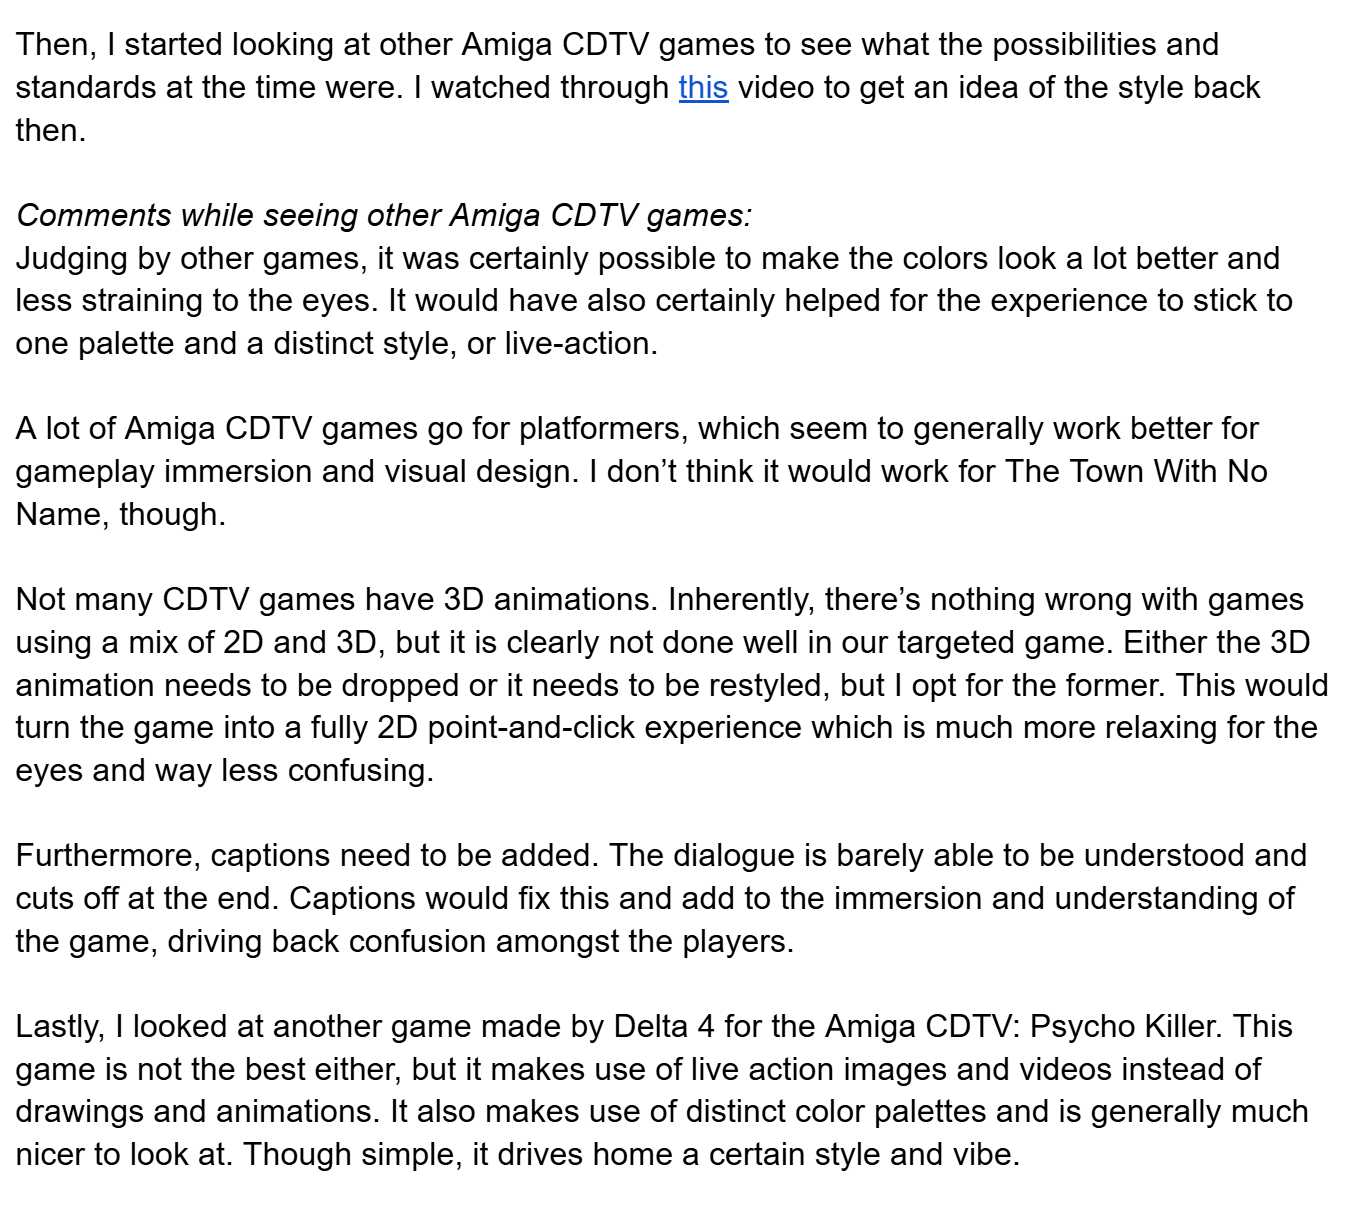 Then, I started looking at other Amiga CDTV games to see what the possibilities and
standards at the time were. I watched through this video to get an idea of the style back
then.
Comments while seeing other Amiga CDTV games:
Judging by other games, it was certainly possible to make the colors look a lot better and
less straining to the eyes. It would have also certainly helped for the experience to stick to
one palette and a distinct style, or live-action.
A lot of Amiga CDTV games go for platformers, which seem to generally work better for
gameplay immersion and visual design. I don’t think it would work for The Town With No
Name, though.
Not many CDTV games have 3D animations. Inherently, there’s nothing wrong with games
using a mix of 2D and 3D, but it is clearly not done well in our targeted game. Either the 3D
animation needs to be dropped or it needs to be restyled, but I opt for the former. This would
turn the game into a fully 2D point-and-click experience which is much more relaxing for the
eyes and way less confusing.
Furthermore, captions need to be added. The dialogue is barely able to be understood and
cuts off at the end. Captions would fix this and add to the immersion and understanding of
the game, driving back confusion amongst the players.
Lastly, I looked at another game made by Delta 4 for the Amiga CDTV: Psycho Killer. This
game is not the best either, but it makes use of live action images and videos instead of
drawings and animations. It also makes use of distinct color palettes and is generally much
nicer to look at. Though simple, it drives home a certain style and vibe.